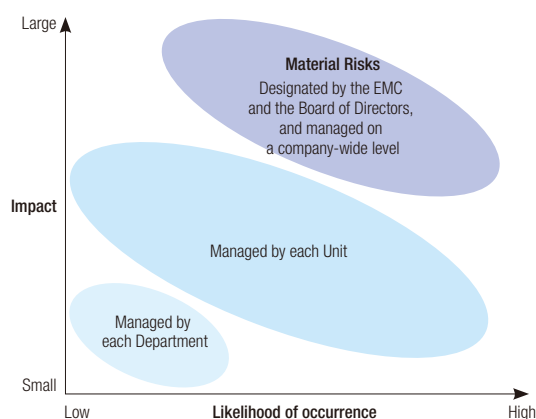 Large
Material Risks
Designated by the EMC
and the Board of Directors,
and managed on
a company-wide level
Impact
Managed by each Unit
Managed by
each Department
Small
Low
Likelihood of occurrence
High